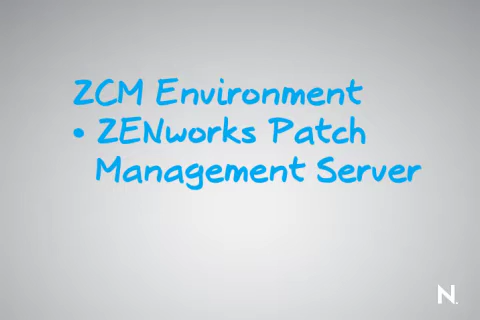 ZCM Environment
• ZENworks Patch
Management Server
N.